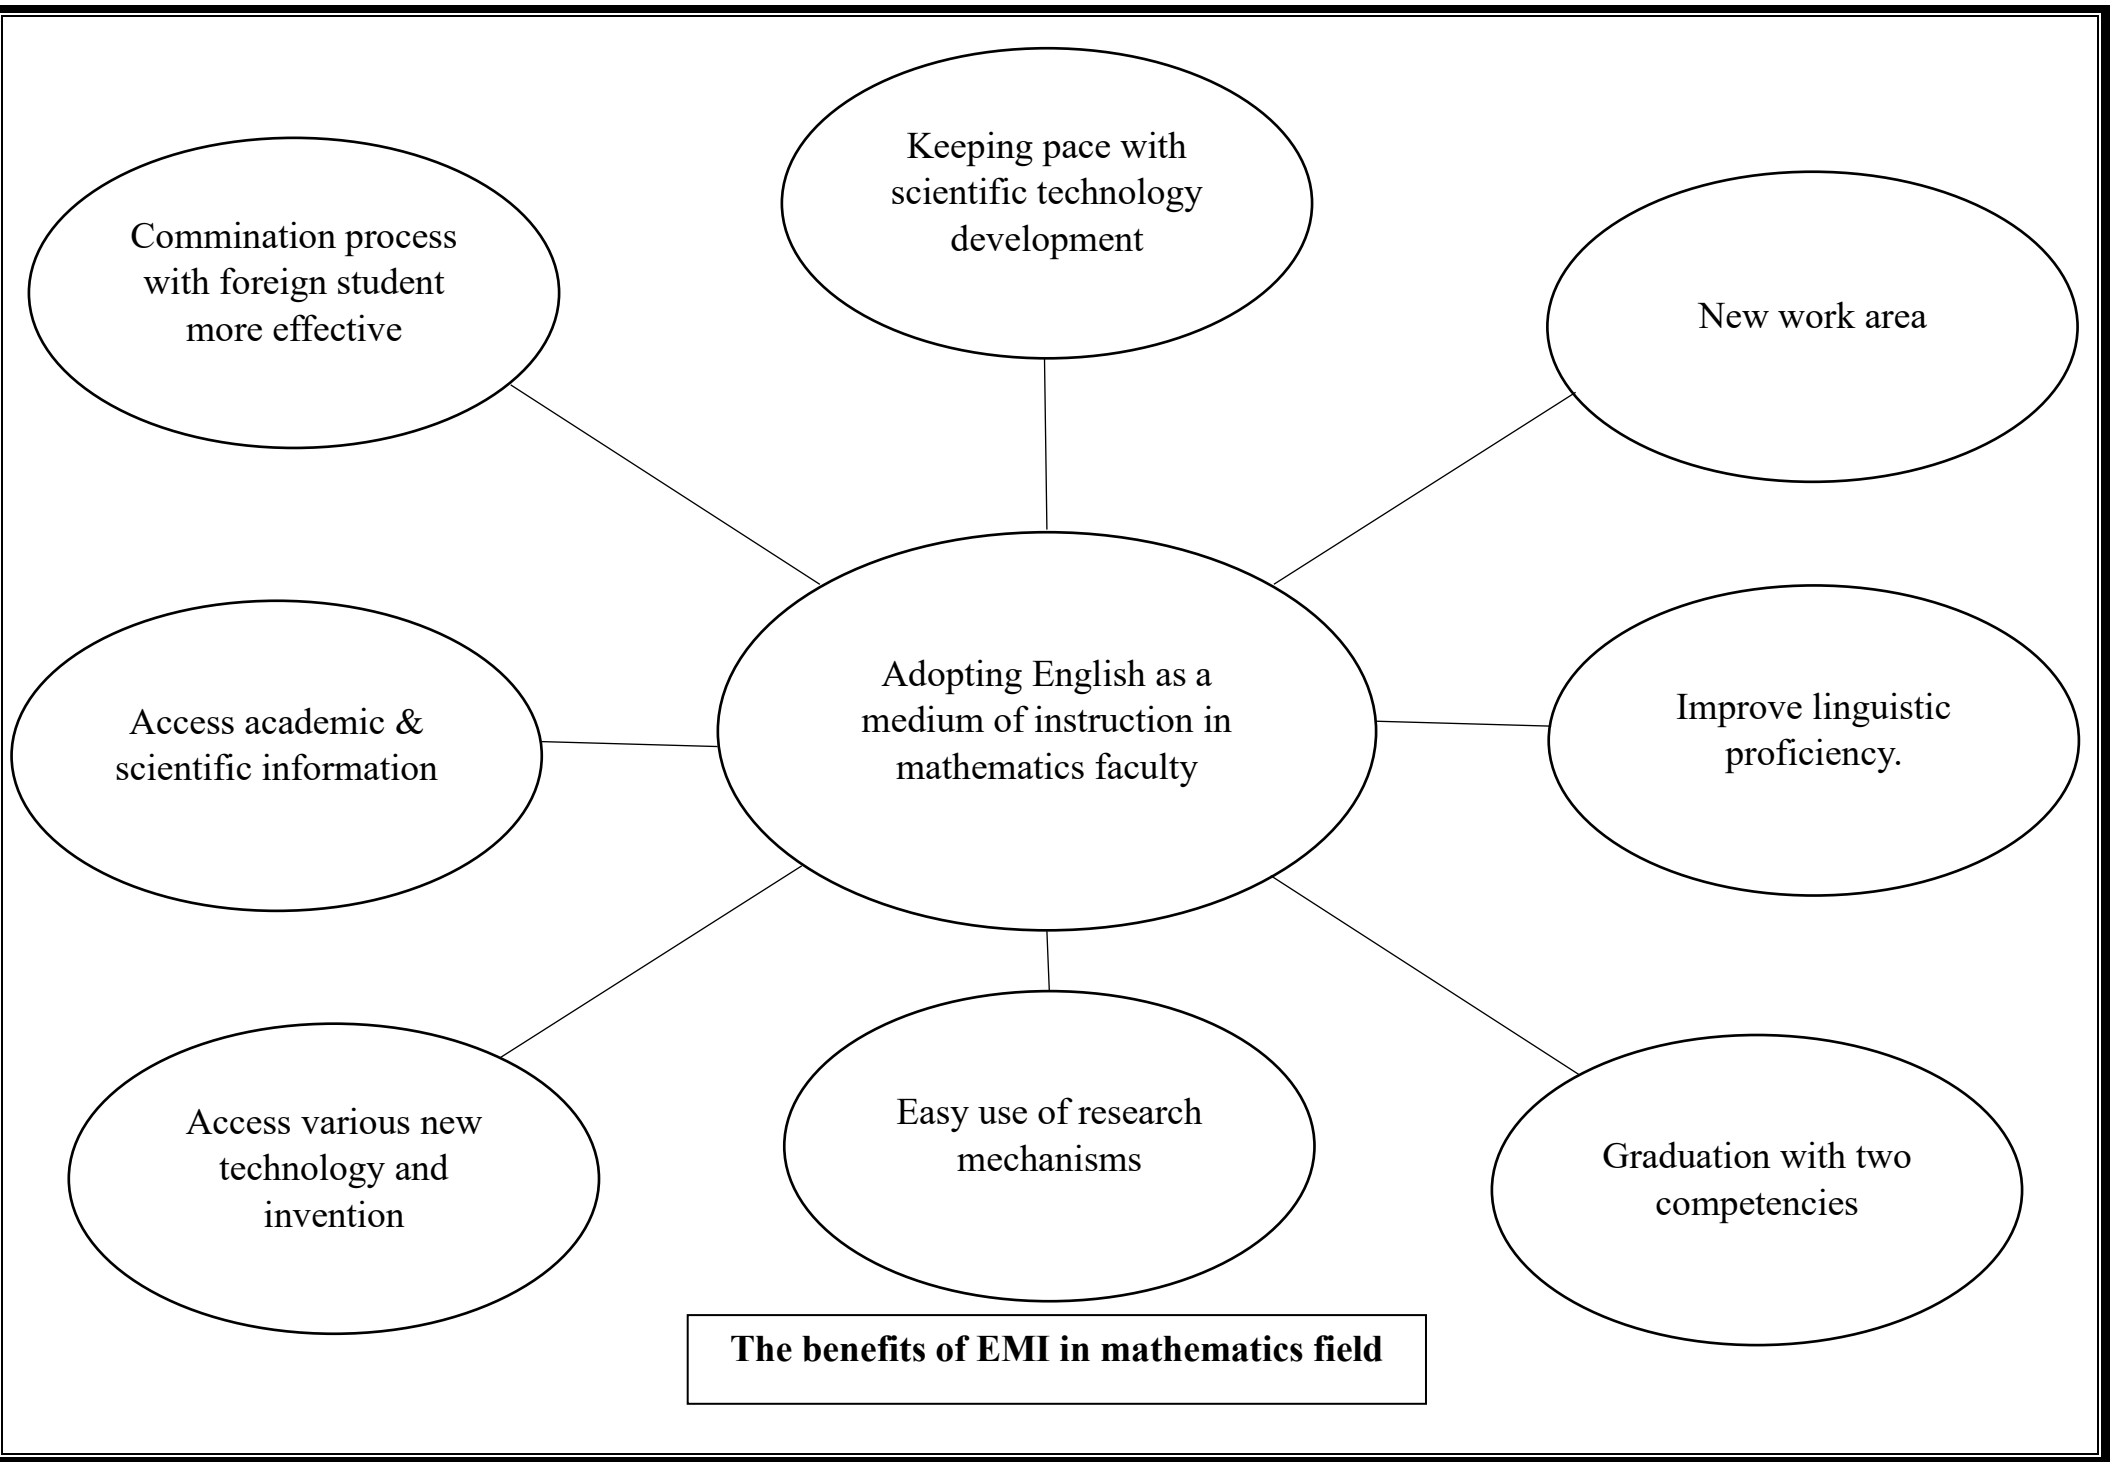 Keeping pace with
scientific technology
development
Commination process
with foreign student
more effective
New work area
Adopting English as a
medium of instruction in
mathematics faculty
Improve linguistic
proficiency.
Access academic &
scientific information
Access various new
technology and
invention
Easy use of research
mechanisms
Graduation with two
competencies
The benefits of EMI in mathematics field